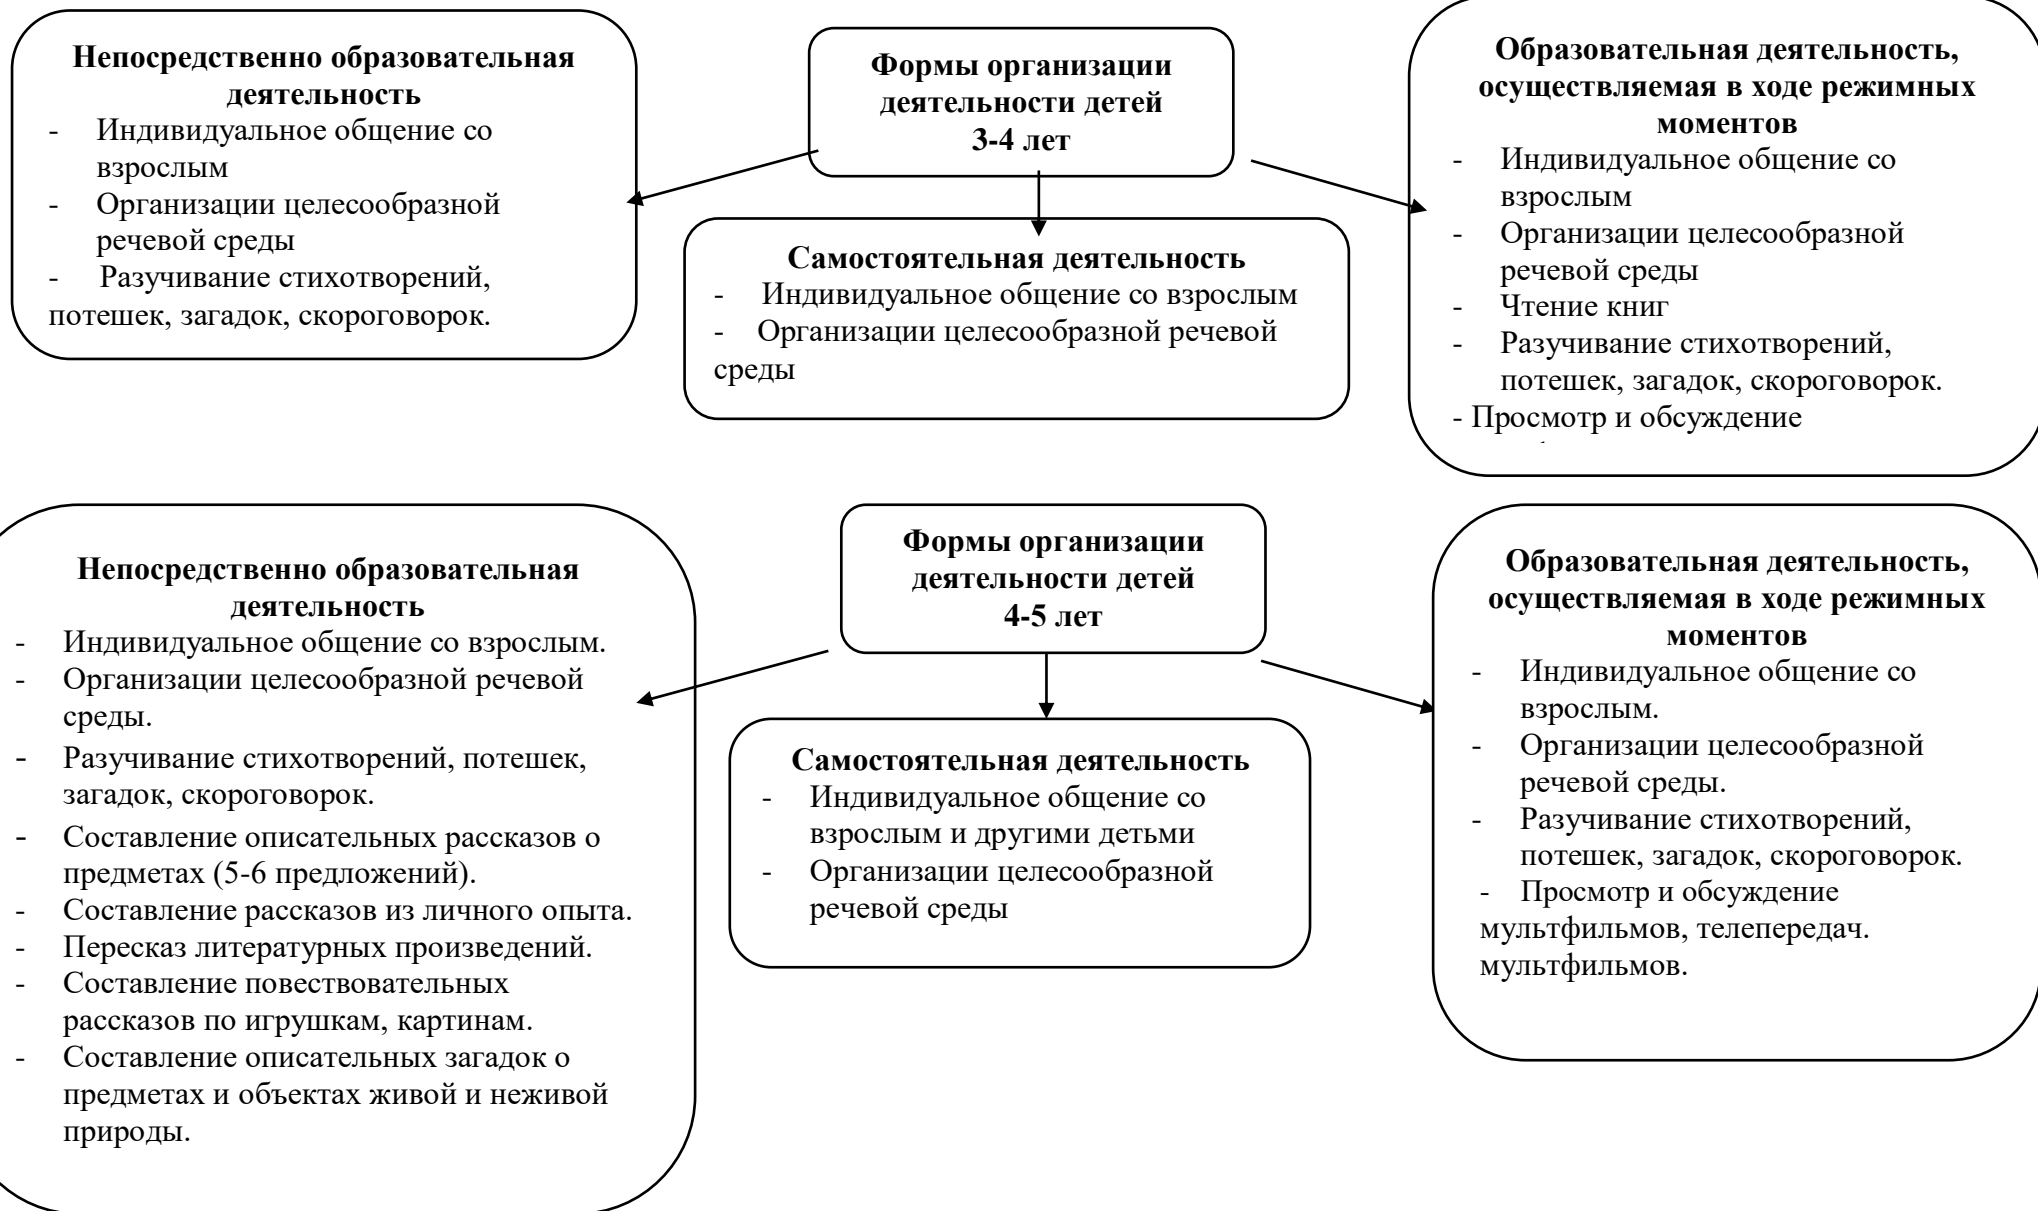 Непосредственно образовательная
деятельность
- Индивидуальное общение со
взрослым
- Организации целесообразной
речевой среды
- Разучивание стихотворений,
потешек, загадок, скороговорок.
Формы организации
деятельности детей
3-4 лет
Самостоятельная деятельность
- Индивидуальное общение со взрослым
- Организации целесообразной речевой
среды
Образовательная деятельность,
осуществляемая в ходе режимных
моментов
- Индивидуальное общение со
взрослым
- Организации целесообразной
речевой среды
- Чтение книг
- Разучивание стихотворений,
потешек, загадок, скороговорок.
- Просмотр и обсуждение
Непосредственно образовательная
деятельность
- Индивидуальное общение со взрослым.
- Организации целесообразной речевой
среды.
- Разучивание стихотворений, потешек,
загадок, скороговорок.
- Составление описательных рассказов о
предметах (5-6 предложений).
- Составление рассказов из личного опыта.
- Пересказ литературных произведений.
- Составление повествовательных
рассказов по игрушкам, картинам.
- Составление описательных загадок о
предметах и объектах живой и неживой
природы.
Формы организации
деятельности детей
4-5 лет
Самостоятельная деятельность
- Индивидуальное общение со
взрослым и другими детьми
- Организации целесообразной
речевой среды
Образовательная деятельность,
осуществляемая в ходе режимных
моментов
- Индивидуальное общение со
взрослым.
- Организации целесообразной
речевой среды.
- Разучивание стихотворений,
потешек, загадок, скороговорок.
- Просмотр и обсуждение
мультфильмов, телепередач.
мультфильмов.